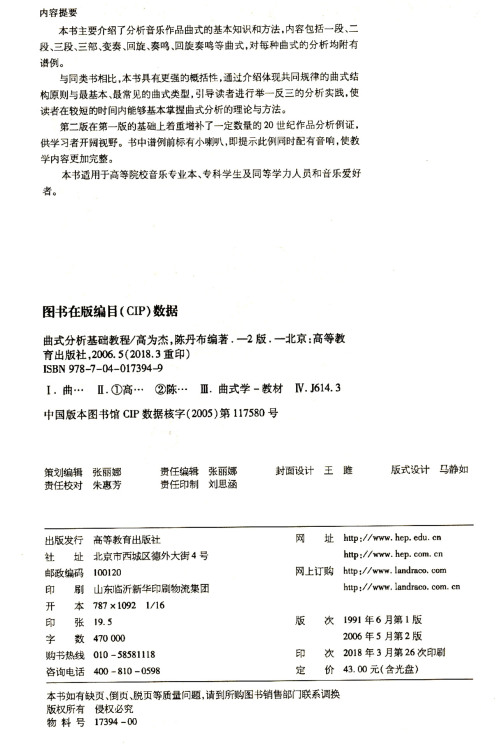 内容提要
本书主要介绍了分析音乐作品曲式的基本知识和方法,内容包括一段、二
段、三段、三部、变奏、回旋、奏鸣、回旋奏鸣等曲式,对每种曲式的分析均附有
谱例。
与同类书相比,本书具有更强的概括性,通过介绍体现共同规律的曲式结
构原则与最基本、最常见的曲式类型,引导读者进行举一反三的分析实践,使
读者在较短的时间内能够基本掌握曲式分析的理论与方法。
第二版在第一版的基础上着重增补了一定数量的 20 世纪作品分析例证,
供学习者开阔视野。书中谱例前标有小喇叭,即提示此例同时配有音响,使教
学内容更加完整。
本书适用于高等院校音乐专业本、专科学生及同等学力人员和音乐爱好
者。
图书在版编目(CIP)数据
曲式分析基础教程/高为杰,陈丹布编著.—2 版.—北京:高等教
育出版社,2006.5(2018.3 重印)
ISBN 978-7-04-017394-9
Ⅰ.曲… Ⅱ.①高… ②陈… Ⅲ. 曲式学-教材 Ⅳ.J614.3
中国版本图书馆 CIP 数据核字(2005)第 117580 号
策划编辑 张丽娜 责任编辑 张丽娜 封面设计 王 雎 版式设计 马静如
责任校对 朱惠芳 责任印制 刘思涵
出版发行 高等教育出版社 网 址 http://www.hep.edu.cn
社 址 北京市西城区德外大街 4 号 http://www.hep.com.cn
邮政编码 100120 网上订购 http://www.landraco.com
印 刷 山东临沂新华印刷物流集团 http://www.landraco.com.cn
开 本 787×1092 1/16
印 张 19.5 版 次 1991 年 6 月第 1 版
字 数 470 000 2006 年 5 月第 2 版
购书热线 010-58581118 印 次 2018 年 3 月第 26 次印刷
咨询电话 400-810-0598 定 价 43.00 元(含光盘)
本书如有缺页、倒页、脱页等质量问题,请到所购图书销售部门联系调换
版权所有 侵权必究
物 料 号 17394-00